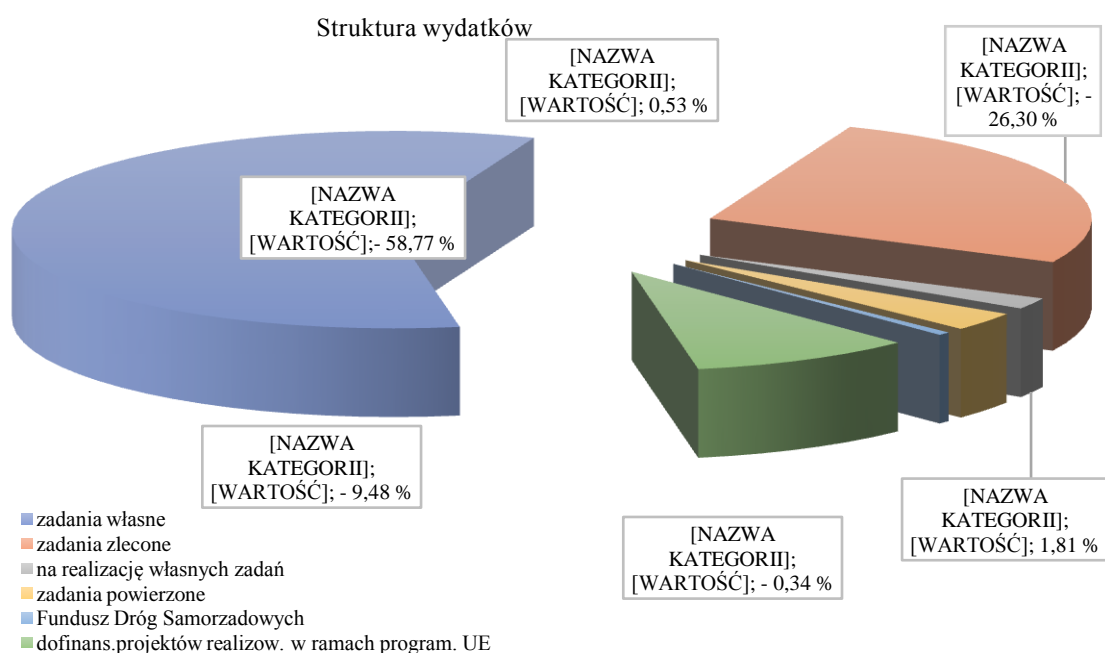 Struktura wydatków
[NAZWA
KATEGORII];
[WARTOŚĆ]; 0,53 %
[NAZWA
KATEGORII];
[WARTOŚĆ]; -
26,30 %
[NAZWA
KATEGORII];
[WARTOŚĆ];- 58,77 %
[NAZWA
KATEGORII];
[WARTOŚĆ]; - 9,48 %
[NAZWA
KATEGORII];
[WARTOŚĆ]; 1,81 %
[NAZWA
KATEGORII];
[WARTOŚĆ]; - 0,34 %
zadania własne
zadania zlecone
na realizację własnych zadań
zadania powierzone
Fundusz Dróg Samorzadowych
dofinans.projektów realizow. w ramach program. UE